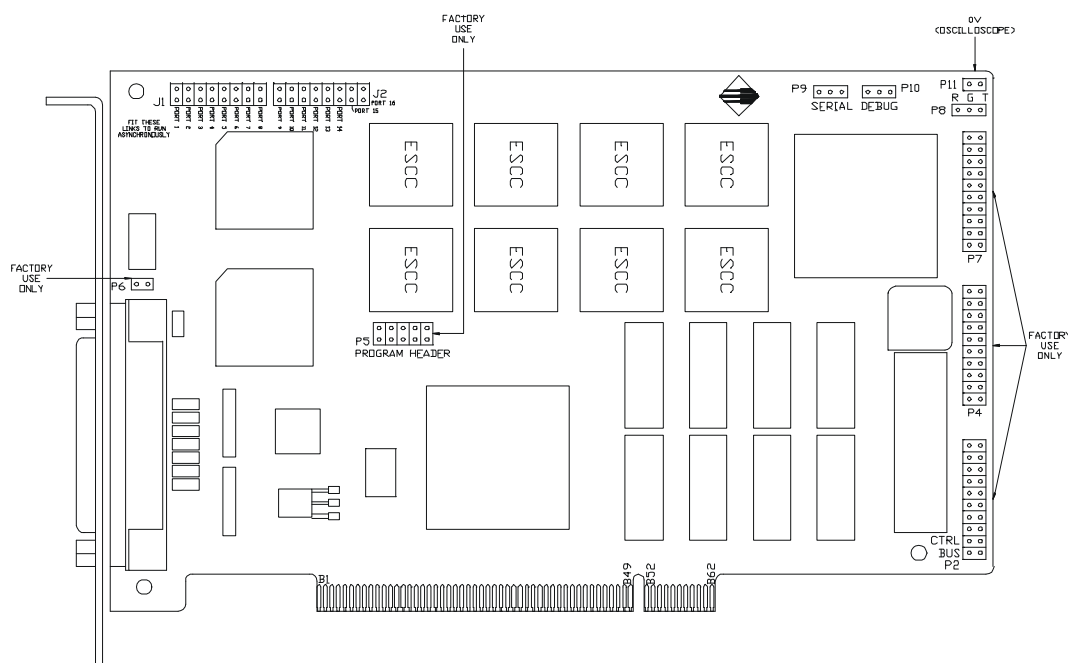 FACTORY
USE
ONLY
0V
(OSCILLOSCOPE)
J1
J2
PORT 1
PORT 2
PORT 3
PORT 4
PORT 5
PORT 6
PORT 7
PORT 8
PORT 9
PORT 10
PORT 11
PORT 12
PORT 13
PORT 14
PORT 15
PORT 16
FIT THESE
LINKS TO RUN
ASYNCHRONOUSLY
P9
P10
SERIAL DEBUG
P11
R G T
P8
ESCC
ESCC
ESCC
ESCC
ESCC
ESCC
ESCC
ESCC
P7
FACTORY
USE
ONLY
P6
P5
PROGRAM HEADER
FACTORY
USE
ONLY
P4
CTRL
BUS
P2
B1
B49
B52
B62